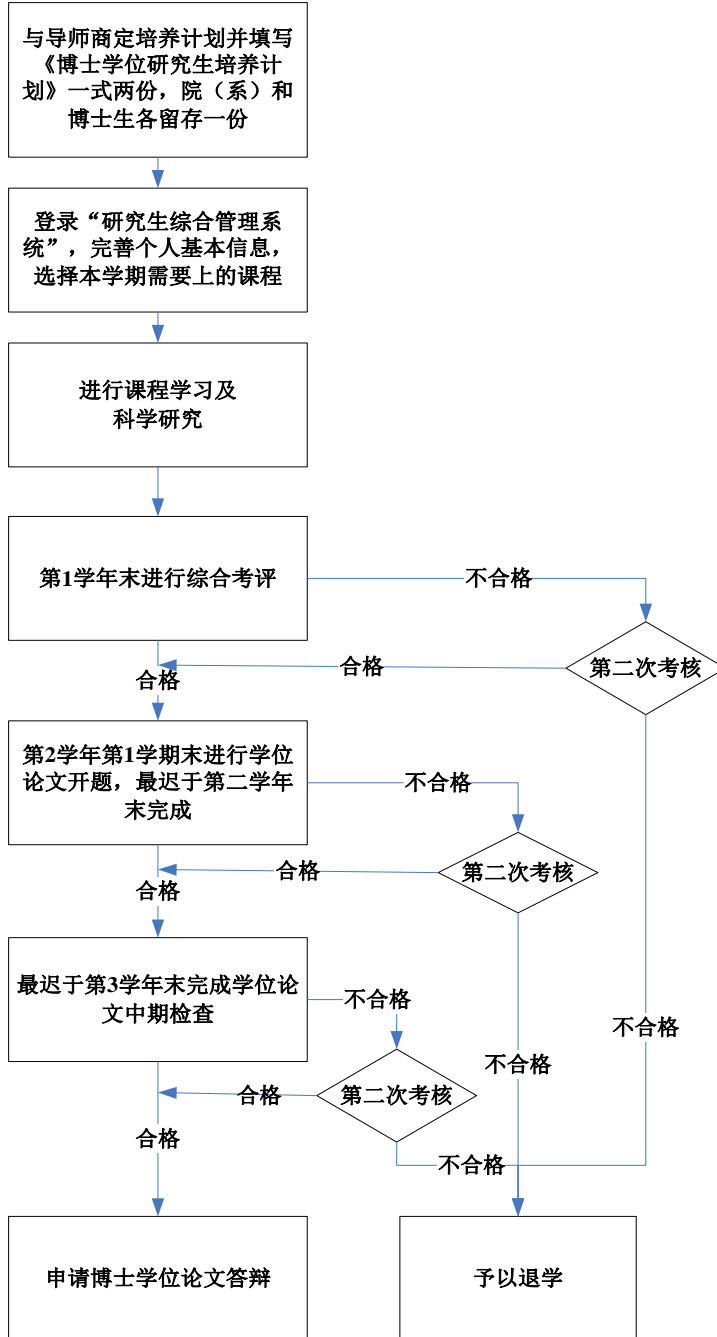 与导师商定培养计划并填写
《博士学位研究生培养计
划》一式两份，院（系）和
博士生各留存一份
登录“研究生综合管理系
统”，完善个人基本信息，
选择本学期需要上的课程
进行课程学习及
科学研究
第1学年末进行综合考评
不合格
第二次考核
合格
合格
第2学年第1学期末进行学位
论文开题，最迟于第二学年
末完成
不合格
第二次考核
合格
合格
最迟于第3学年末完成学位论
文中期检查
不合格
不合格
不合格
第二次考核
合格
合格
不合格
申请博士学位论文答辩
予以退学